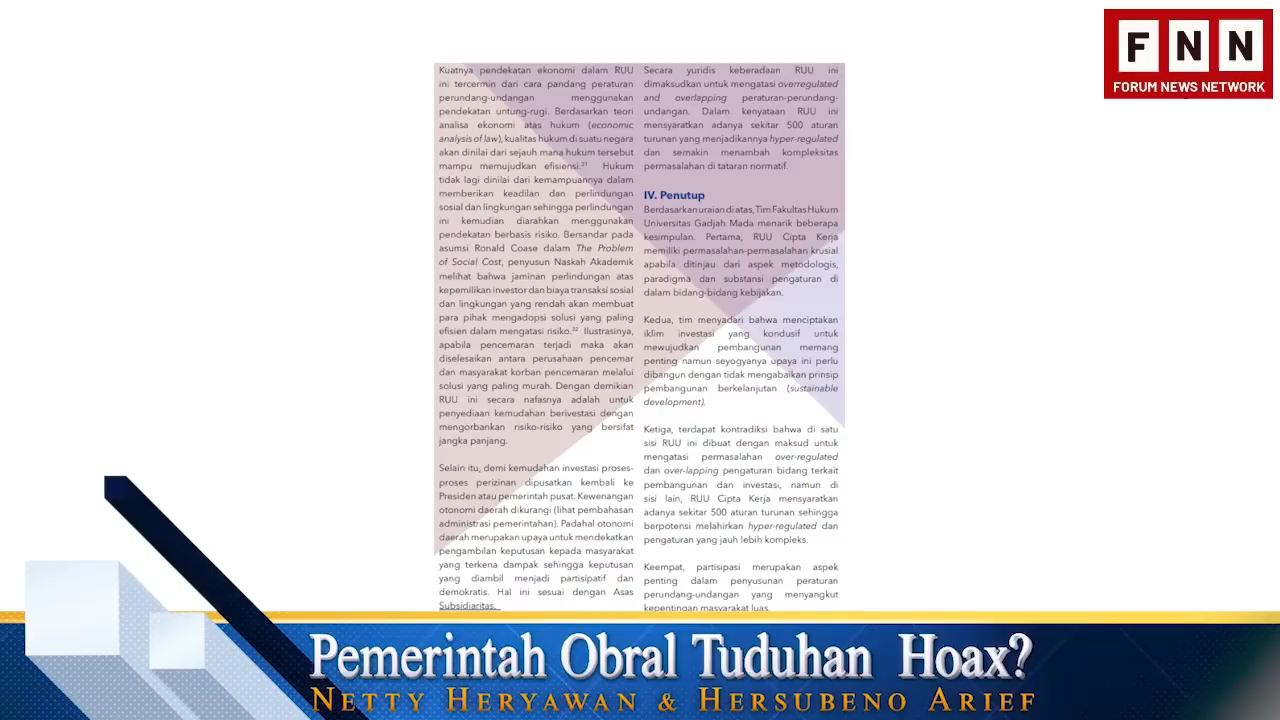 FNN
FORUM NEWS NETWORK
Kuatnya pendekatan ekonomi dalam RUU
ini tercermin dari cara pandang peraturan
perundang-undangan menggunakan
pendekatan untung-rugi. Berdasarkan teori
analisa ekonomi atas hukum (economic
analysis of law), kualitas hukum di suatu negara
akan dinilai dari sejauh mana hukum tersebut
mampu memujudkan efisiensi.³¹ Hukum
tidak lagi dinilai dari kemampuannya dalam
memberikan keadilan dan perlindungan
sosial dan lingkungan sehingga perlindungan
ini kemudian diarahkan menggunakan
pendekatan berbasis risiko. Bersandar pada
asumsi Ronald Coase dalam The Problem
of Social Cost, penyusun Naskah Akademik
melihat bahwa jaminan perlindungan atas
kepemilikan investor dan biaya transaksi sosial
dan lingkungan yang rendah akan membuat
para pihak mengadopsi solusi yang paling
efisien dalam mengatasi risiko.³² Ilustrasinya,
apabila pencemaran terjadi maka akan
diselesaikan antara perusahaan pencemar
dan masyarakat korban pencemaran melalui
solusi yang paling murah. Dengan demikian
RUU ini secara nafasnya adalah untuk
penyediaan kemudahan berivestasi dengan
mengorbankan risiko-risiko yang bersifat
jangka panjang.
Selain itu, demi kemudahan investasi proses-
proses perizinan dipusatkan kembali ke
Presiden atau pemerintah pusat. Kewenangan
otonomi daerah dikurangi (lihat pembahasan
administrasi pemerintahan). Padahal otonomi
daerah merupakan upaya untuk mendekatkan
pengambilan keputusan kepada masyarakat
yang terkena dampak sehingga keputusan
yang diambil menjadi partisipatif dan
demokratis. Hal ini sesuai dengan Asas
Subsidiaritas.
Secara yuridis keberadaan RUU ini
dimaksudkan untuk mengatasi overregulated
and overlapping peraturan-perundang-
undangan. Dalam kenyataan RUU ini
mensyaratkan adanya sekitar 500 aturan
turunan yang menjadikannya hyper-regulated
dan semakin menambah kompleksitas
permasalahan di tataran normatif.
IV. Penutup
Berdasarkan uraian di atas, Tim Fakultas Hukum
Universitas Gadjah Mada menarik beberapa
kesimpulan. Pertama, RUU Cipta Kerja
memiliki permasalahan-permasalahan krusial
apabila ditinjau dari aspek metodologis,
paradigma dan substansi pengaturan di
dalam bidang-bidang kebijakan.
Kedua, tim menyadari bahwa menciptakan
iklim investasi yang kondusif untuk
mewujudkan pembangunan memang
penting namun seyogyanya upaya ini perlu
dibangun dengan tidak mengabaikan prinsip
pembangunan berkelanjutan (sustainable
development).
Ketiga, terdapat kontradiksi bahwa di satu
sisi RUU ini dibuat dengan maksud untuk
mengatasi permasalahan over-regulated
dan over-lapping pengaturan bidang terkait
pembangunan dan investasi, namun di
sisi lain, RUU Cipta Kerja mensyaratkan
adanya sekitar 500 aturan turunan sehingga
berpotensi melahirkan hyper-regulated dan
pengaturan yang jauh lebih kompleks.
Keempat, partisipasi merupakan aspek
penting dalam penyusunan peraturan
perundang-undangan yang menyangkut
kepentingan masyarakat luas.
Pemerintah Obral Tuduhan Hoax?
NETTY HERYAWAN & HERSUBENO ARIEF